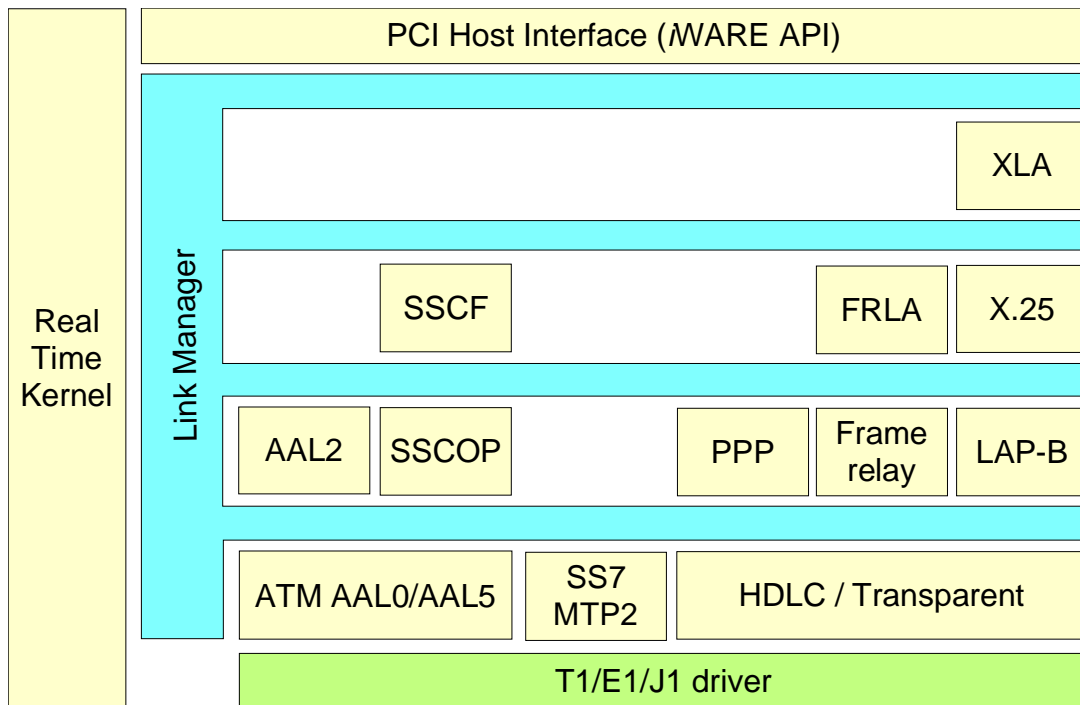 PCI Host Interface (iWARE API)
XLA
Real
Time
Kernel
Link Manager
SSCF
FRLA
X.25
AAL2
SSCOP
PPP
Frame
relay
LAP-B
ATM AAL0/AAL5
SS7
MTP2
HDLC / Transparent
T1/E1/J1 driver